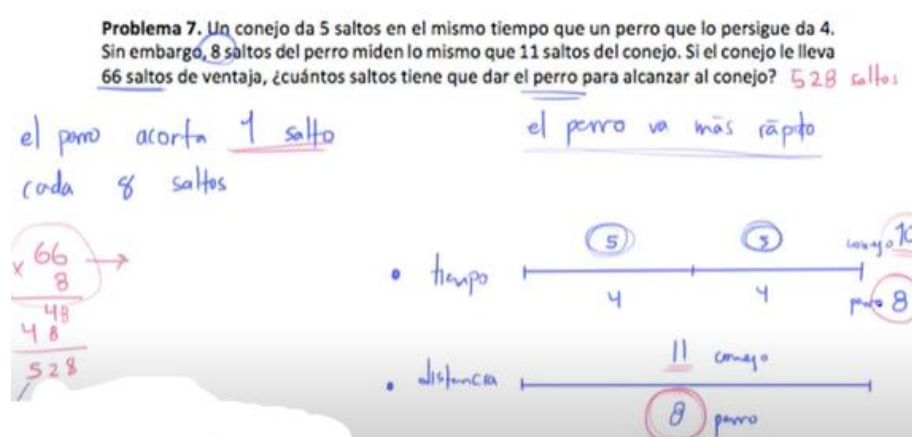 Problema 7. Un conejo da 5 saltos en el mismo tiempo que un perro que lo persigue da 4.
Sin embargo, 8 saltos del perro miden lo mismo que 11 saltos del conejo. Si el conejo le lleva
66 saltos de ventaja, ¿cuántos saltos tiene que dar el perro para alcanzar al conejo? 528 saltos
el perro acorta 1 salto
cada 8 saltos
el perro va más rápido
x 66
8
48
48
528
• tiempo
5 5 conejo 10
4 4 perro 8
• distancia
11 conejo
8 perro